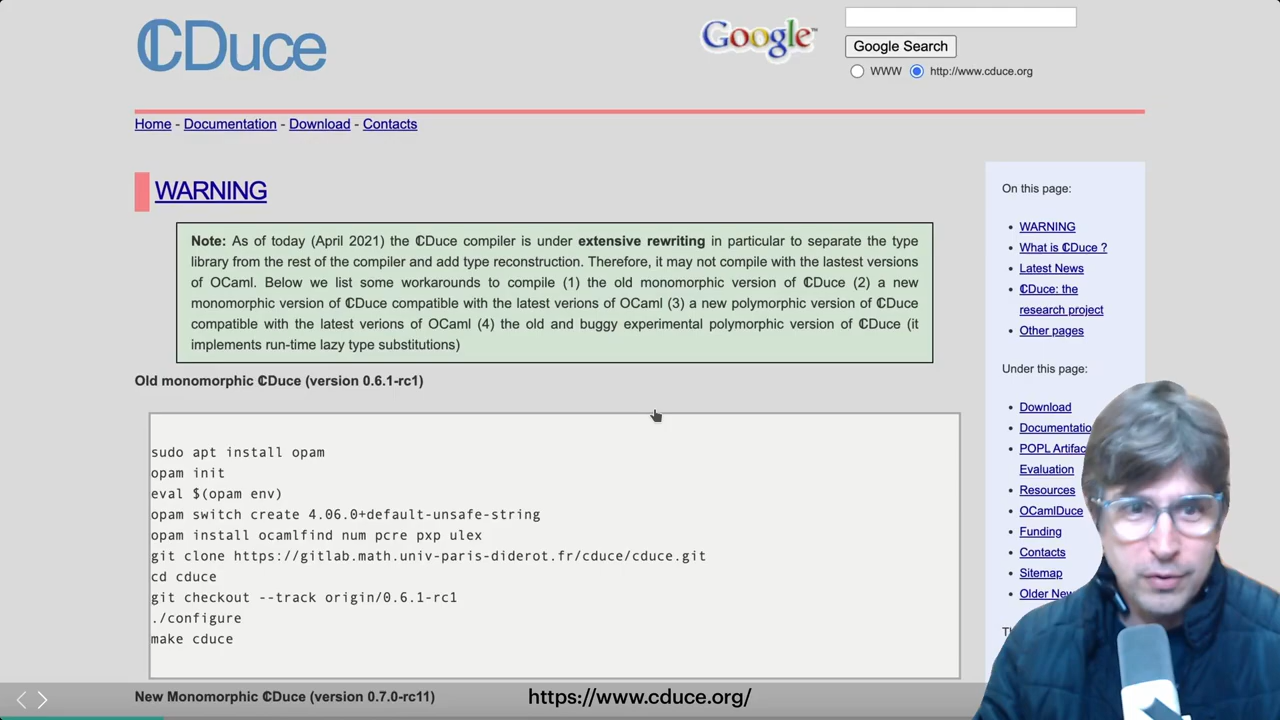 ℂDuce
Google™
Google Search
WWW http://www.cduce.org
Home - Documentation - Download - Contacts
WARNING
Note: As of today (April 2021) the ℂDuce compiler is under extensive rewriting in particular to separate the type
library from the rest of the compiler and add type reconstruction. Therefore, it may not compile with the lastest versions
of OCaml. Below we list some workarounds to compile (1) the old monomorphic version of ℂDuce (2) a new
monomorphic version of ℂDuce compatible with the latest verions of OCaml (3) a new polymorphic version of ℂDuce
compatible with the latest verions of OCaml (4) the old and buggy experimental polymorphic version of ℂDuce (it
implements run-time lazy type substitutions)
Old monomorphic ℂDuce (version 0.6.1-rc1)
sudo apt install opam
opam init
eval $(opam env)
opam switch create 4.06.0+default-unsafe-string
opam install ocamlfind num pcre pxp ulex
git clone https://gitlab.math.univ-paris-diderot.fr/cduce/cduce.git
cd cduce
git checkout --track origin/0.6.1-rc1
./configure
make cduce
New Monomorphic ℂDuce (version 0.7.0-rc11)
https://www.cduce.org/
On this page:
WARNING
What is ℂDuce ?
Latest News
ℂDuce: the
research project
Other pages
Under this page:
Download
Documentatio
POPL Artifac
Evaluation
Resources
OCamlDuce
Funding
Contacts
Sitemap
Older New